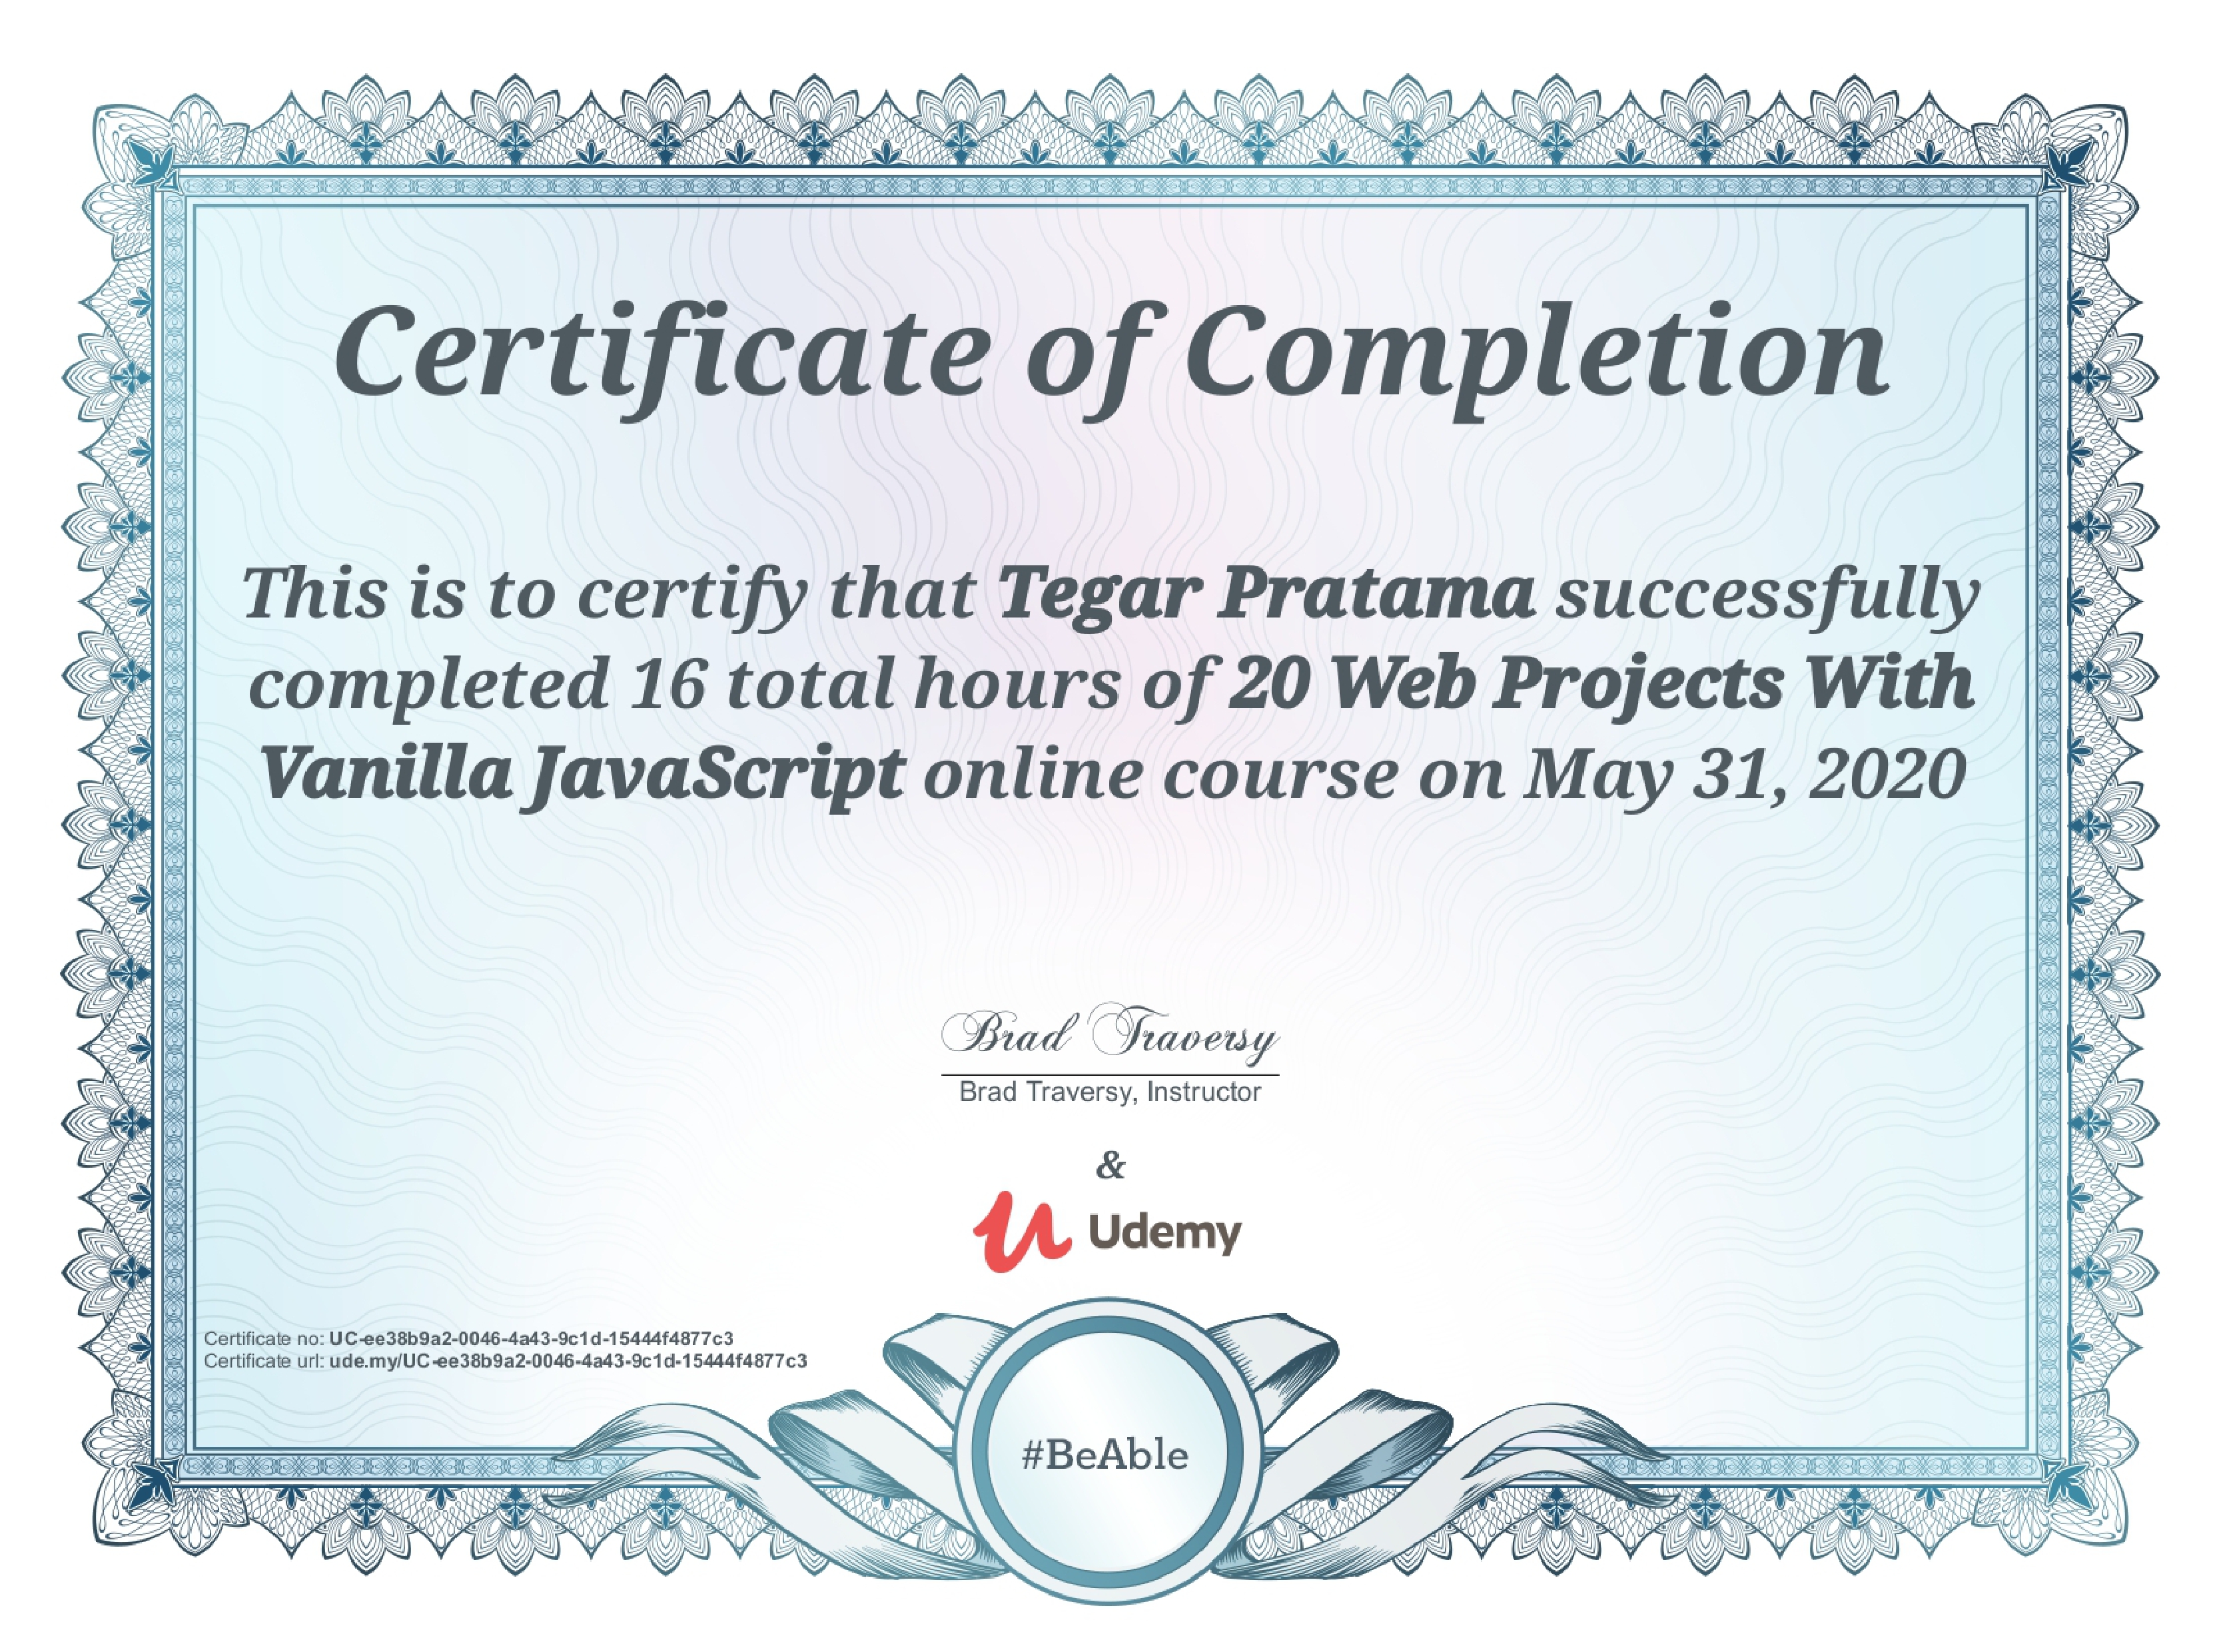 Certificate of Completion
This is to certify that Tegar Pratama successfully
completed 16 total hours of 20 Web Projects With
Vanilla JavaScript online course on May 31, 2020
Brad Traversy
Brad Traversy, Instructor
&
Udemy
Certificate no: UC-ee38b9a2-0046-4a43-9c1d-15444f4877c3
Certificate url: ude.my/UC-ee38b9a2-0046-4a43-9c1d-15444f4877c3
#BeAble